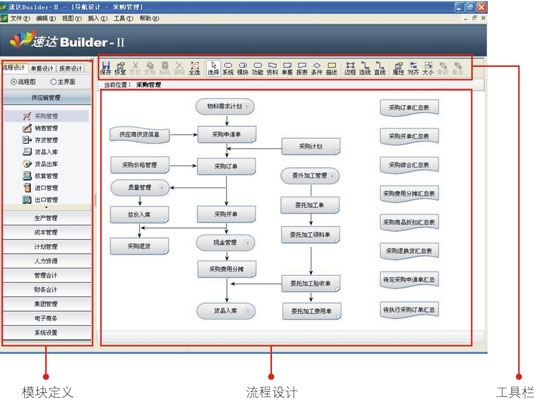 速达Builder-II - [导航设计 - 采购管理]
文件(F) 编辑(E) 视图(V) 插入(I) 工具(T) 帮助(H)
速达Builder-II
流程设计 单据设计 报表设计
流程图 主界面
供应链管理
采购管理
销售管理
存货管理
货品入库
货品出库
核算管理
进口管理
出口管理
生产管理
成本管理
计划管理
人力资源
管理会计
财务会计
集团管理
电子商务
系统设置
保存 恢复 剪切 复制 粘贴 删除 全选 选择 系统 模块 功能 资料 单据 报表 条件 描述 边框 连线 直线 属性 对齐 大小
当前位置: 采购管理
物料需求计划
供应商供货信息
采购申请单
采购计划
采购价格管理
采购订单
质量管理
委外加工管理
估价入库
采购开单
委托加工单
采购退货
现金管理
委托加工领料单
采购费用分摊
委托加工验收单
货品入库
委托加工费用单
采购订单汇总表
采购开单汇总表
采购综合汇总表
采购费用分摊汇总表
采购商品折扣汇总表
采购退换货汇总表
待定采购申请单汇总
待执行采购订单汇总
模块定义
流程设计
工具栏